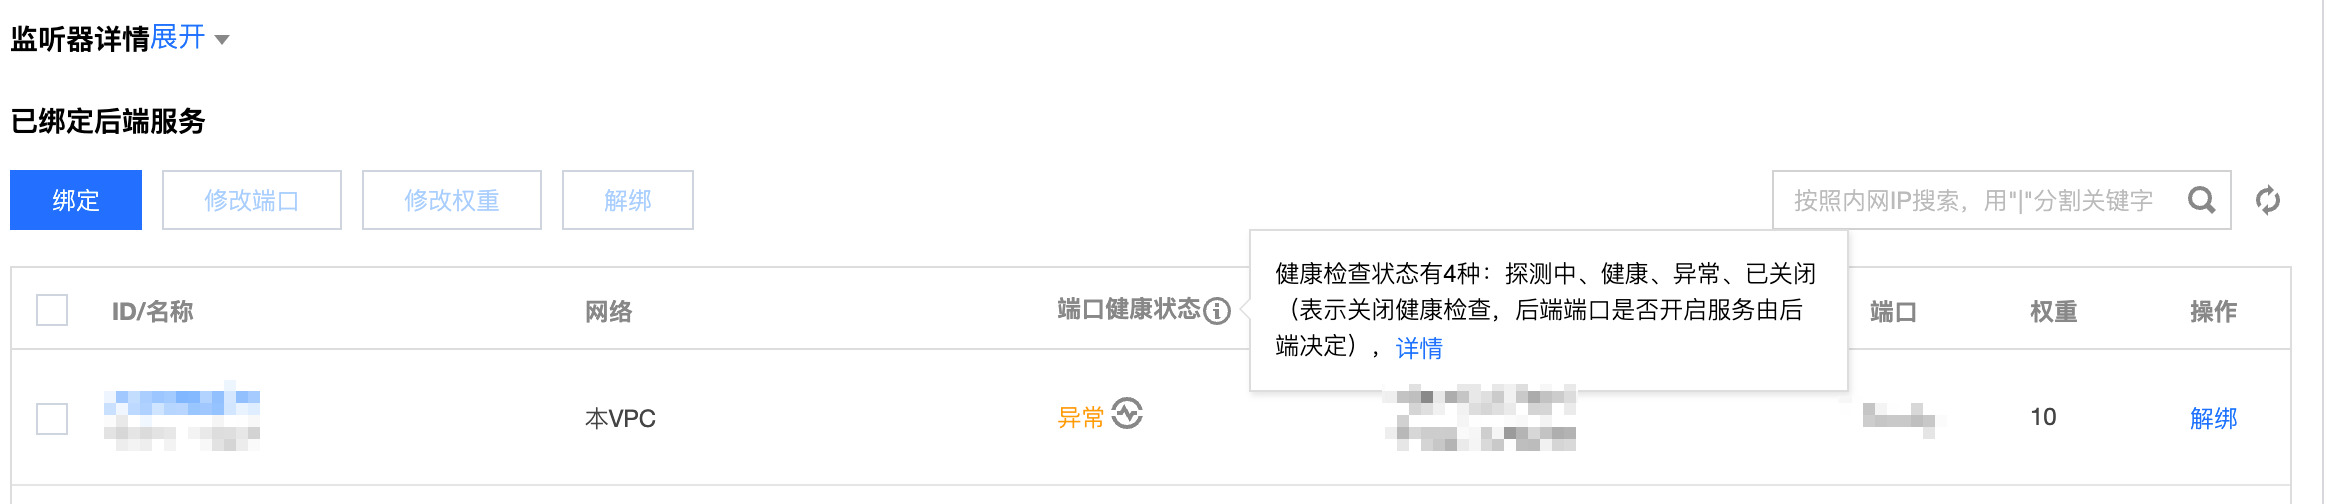 监听器详情展开
已绑定后端服务
绑定 修改端口 修改权重 解绑 按照内网IP搜索，用"|"分割关键字
健康检查状态有4种：探测中、健康、异常、已关闭
（表示关闭健康检查，后端端口是否开启服务由后
端决定），详情
ID/名称 网络 端口健康状态 端口 权重 操作
本VPC 异常 10 解绑